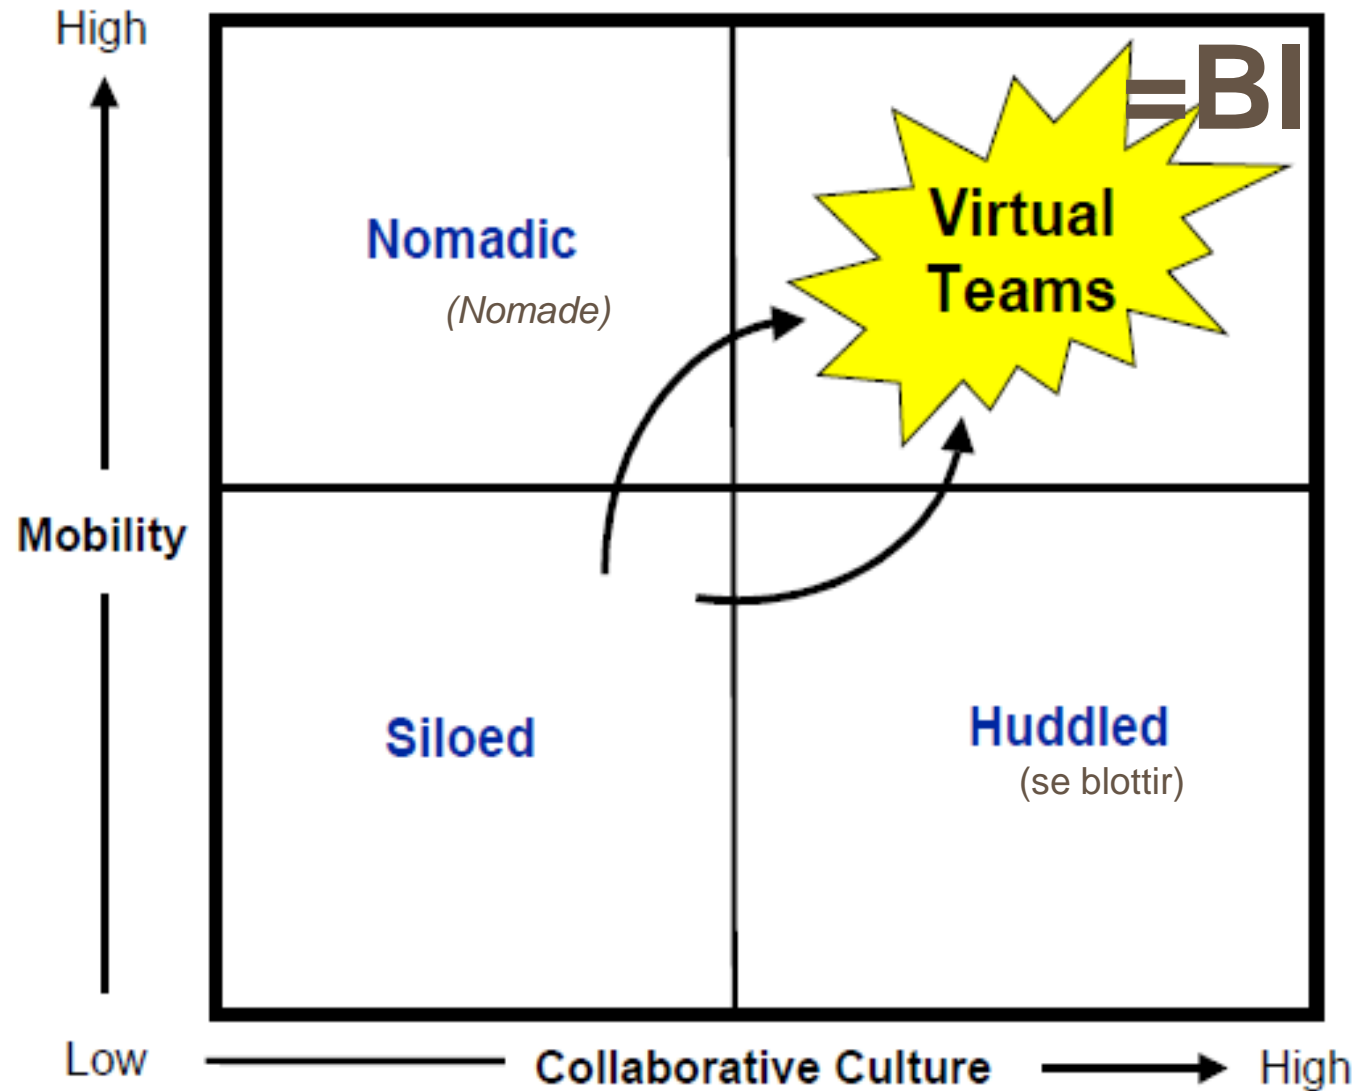 High
=BI
Virtual
Teams
Nomadic
(Nomade)
Mobility
Siloed
Huddled
(se blottir)
Low
Collaborative Culture
High